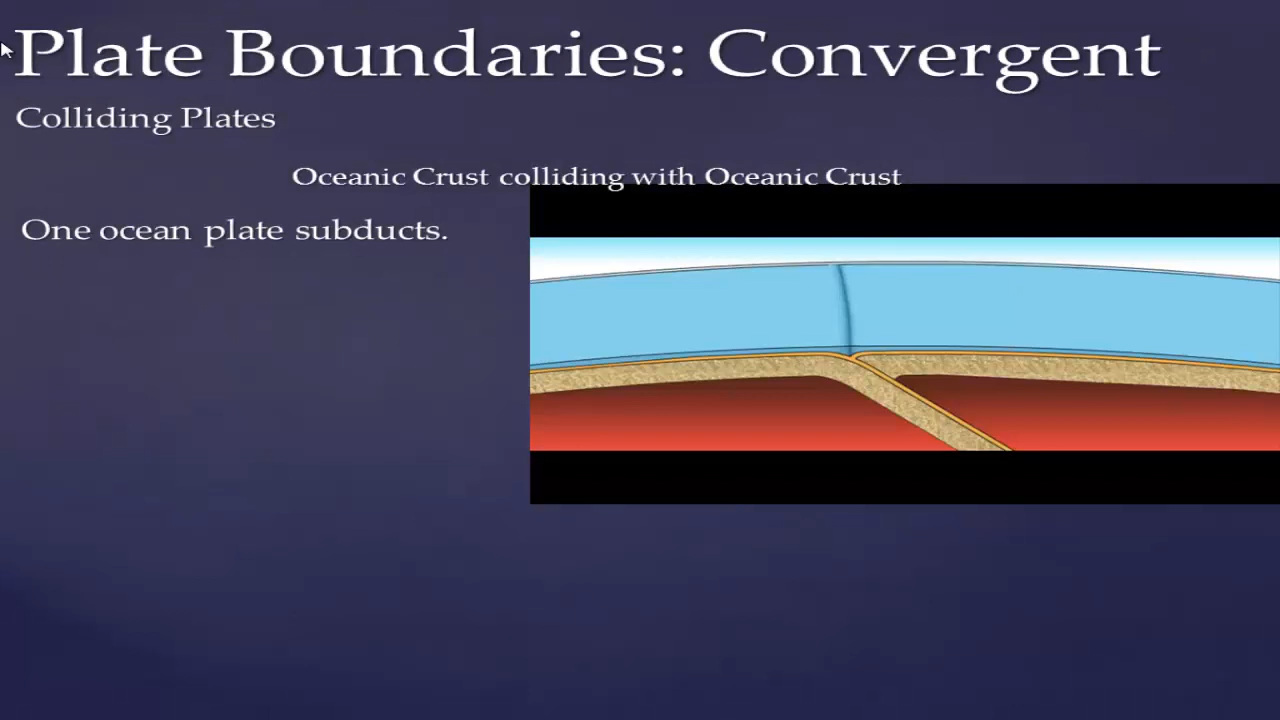 Plate Boundaries: Convergent
Colliding Plates
Oceanic Crust colliding with Oceanic Crust
One ocean plate subducts.